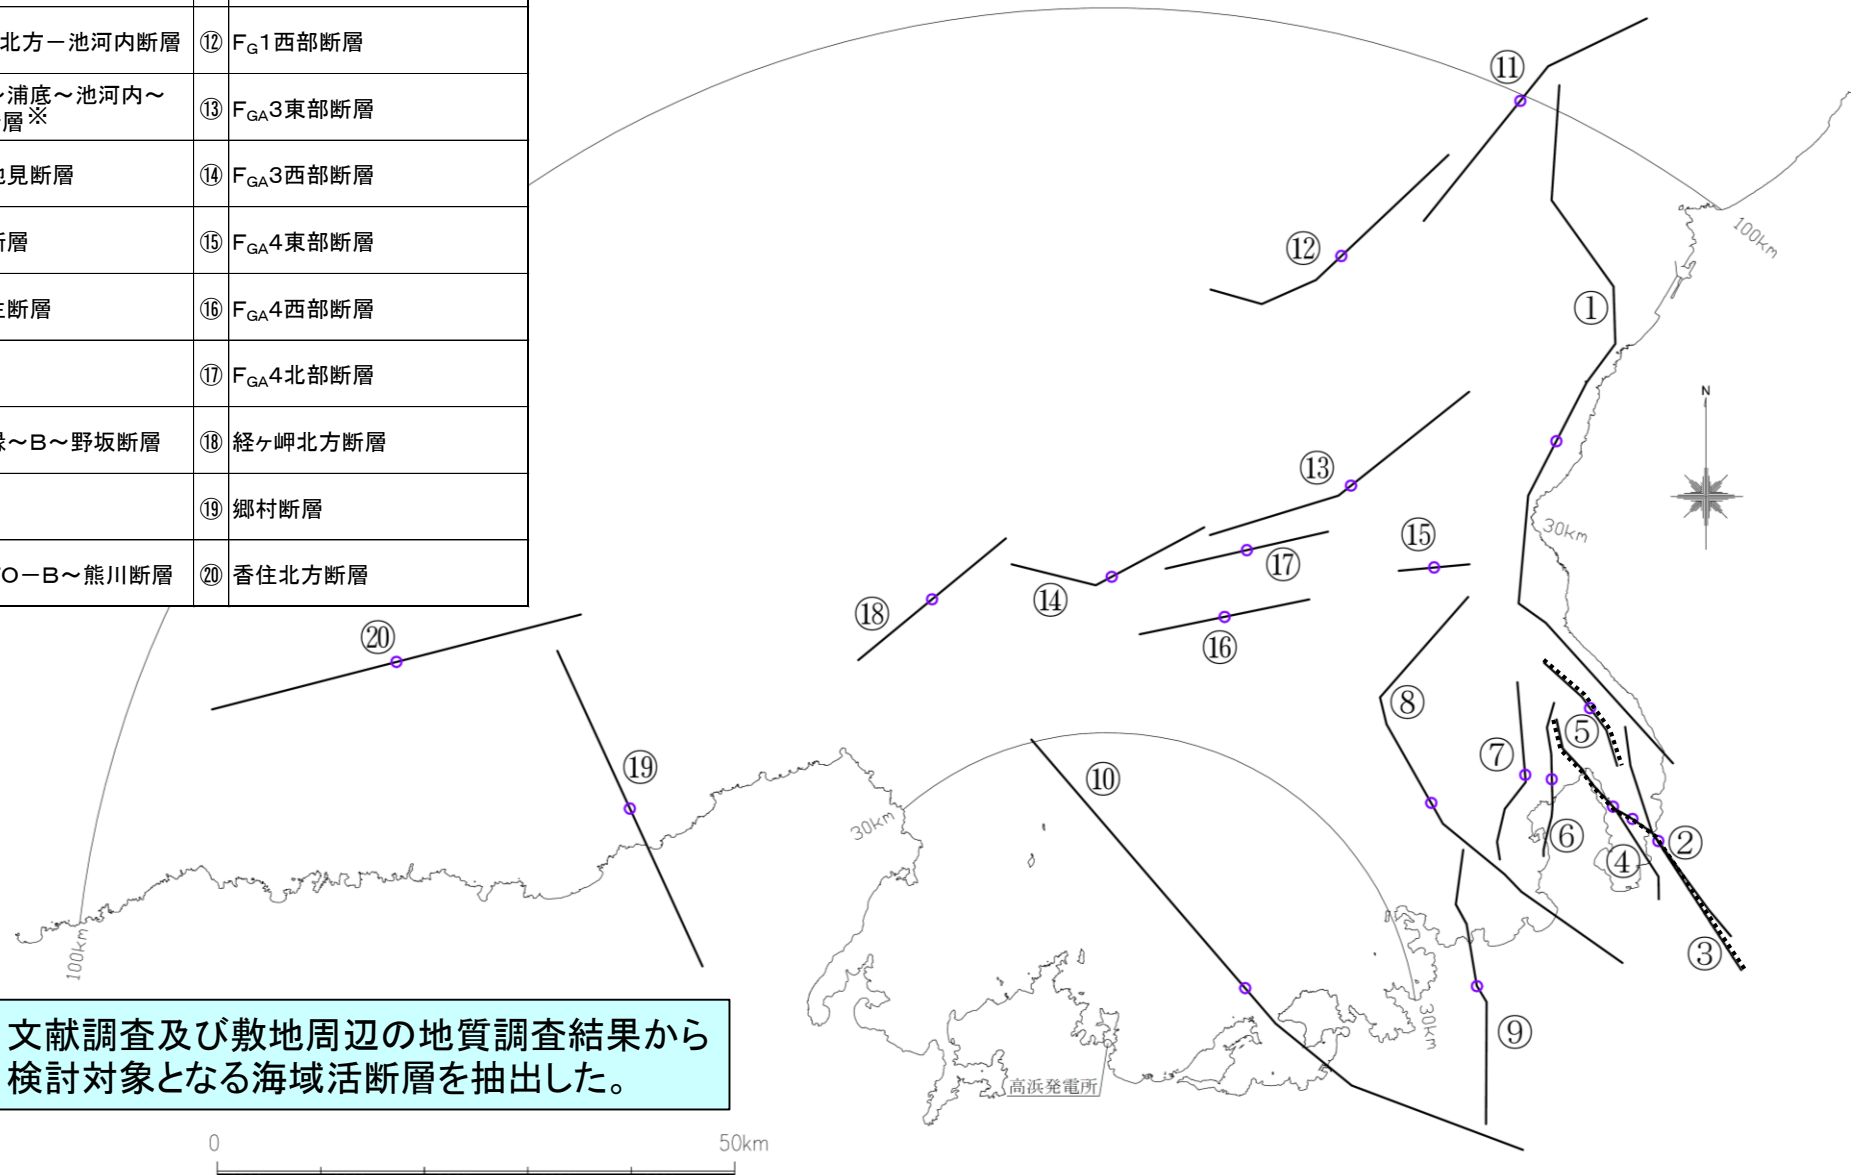 北方－池河内断層 ⑫ FG1西部断層
～浦底～池河内～
層※ ⑬ FGA3東部断層
見断層 ⑭ FGA3西部断層
断層 ⑮ FGA4東部断層
断層 ⑯ FGA4西部断層
⑰ FGA4北部断層
～B～野坂断層 ⑱ 経ヶ岬北方断層
⑲ 郷村断層
O－B～熊川断層 ⑳ 香住北方断層
⑪
100km
⑫
①
N
⑬
30km
⑮
⑰
⑭
⑱
⑯
⑳
⑧
⑤
⑦
⑲
⑩
30km
⑥
④
②
③
100km
30km
⑨
高浜発電所
文献調査及び敷地周辺の地質調査結果から
検討対象となる海域活断層を抽出した。
0 50km